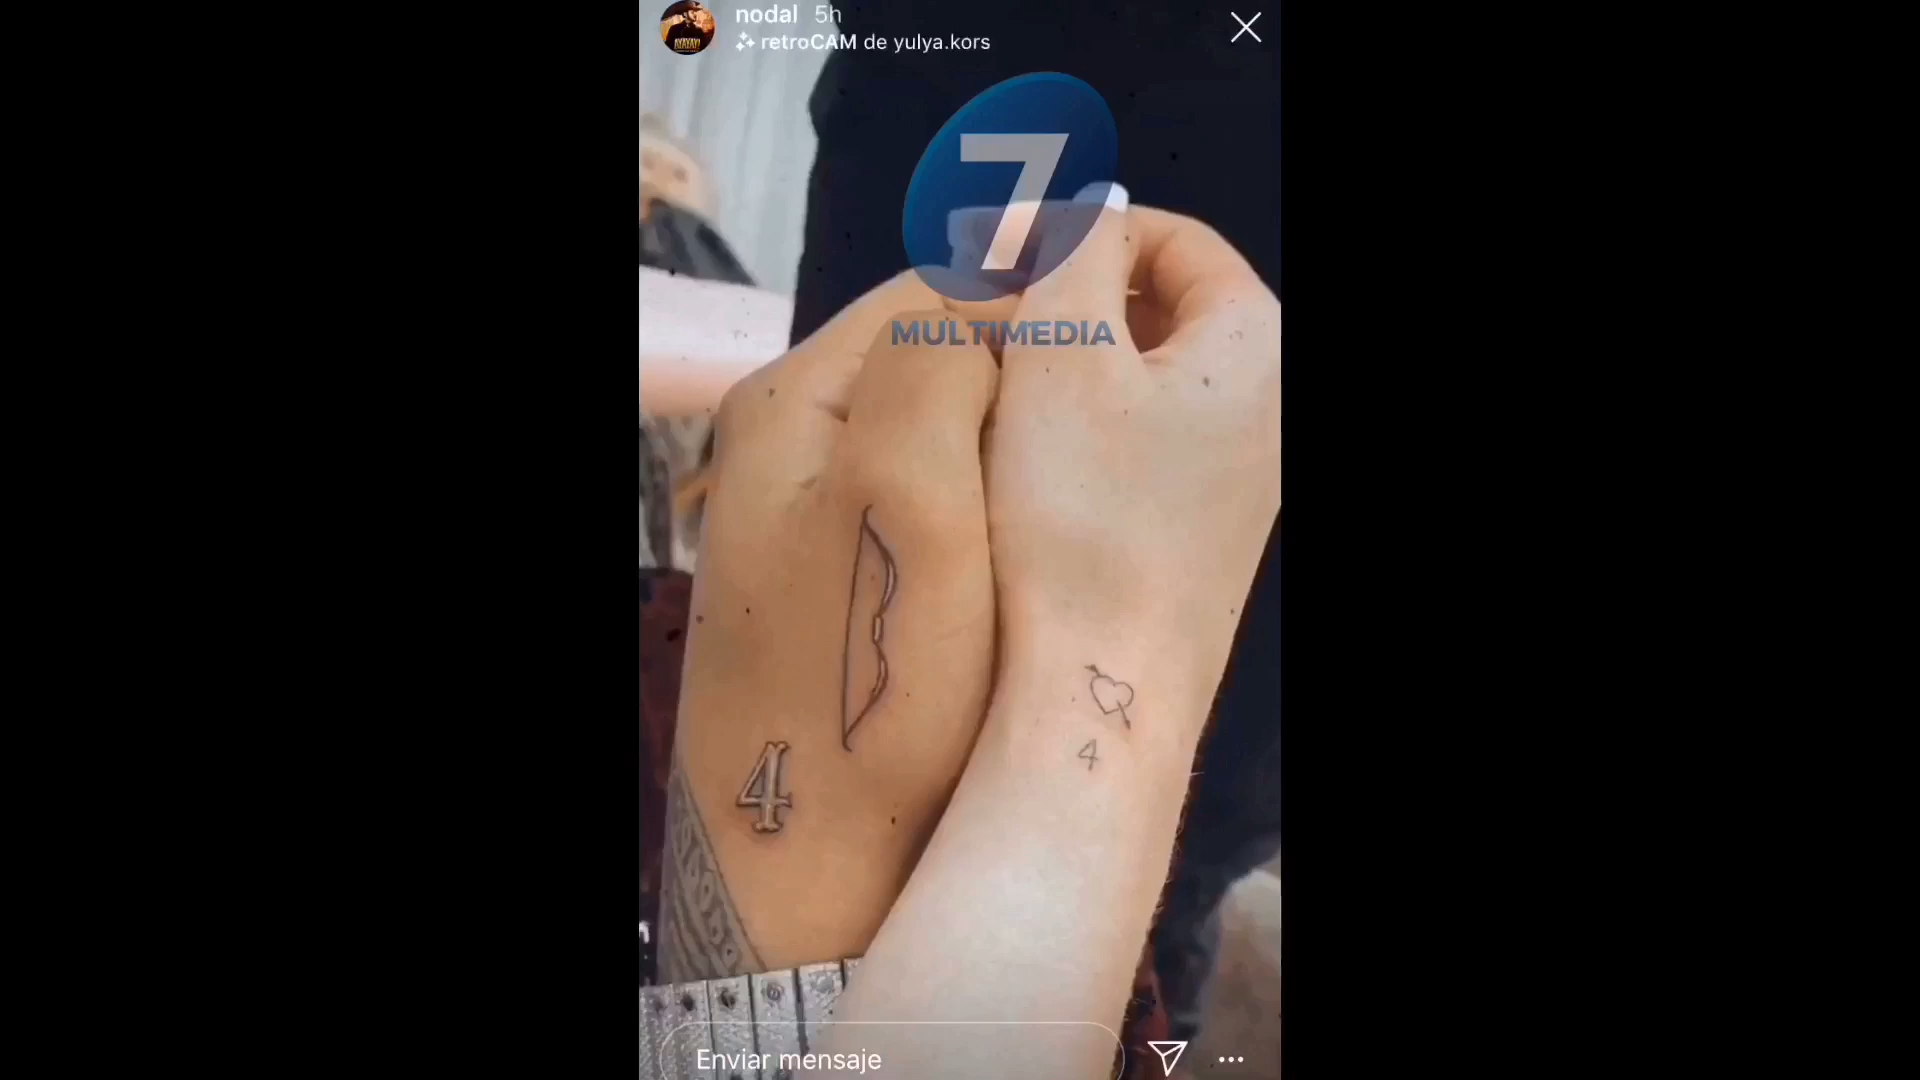 nodal 5h
retroCAM de yulya.kors
7
MULTIMEDIA
4
4
Enviar mensaje